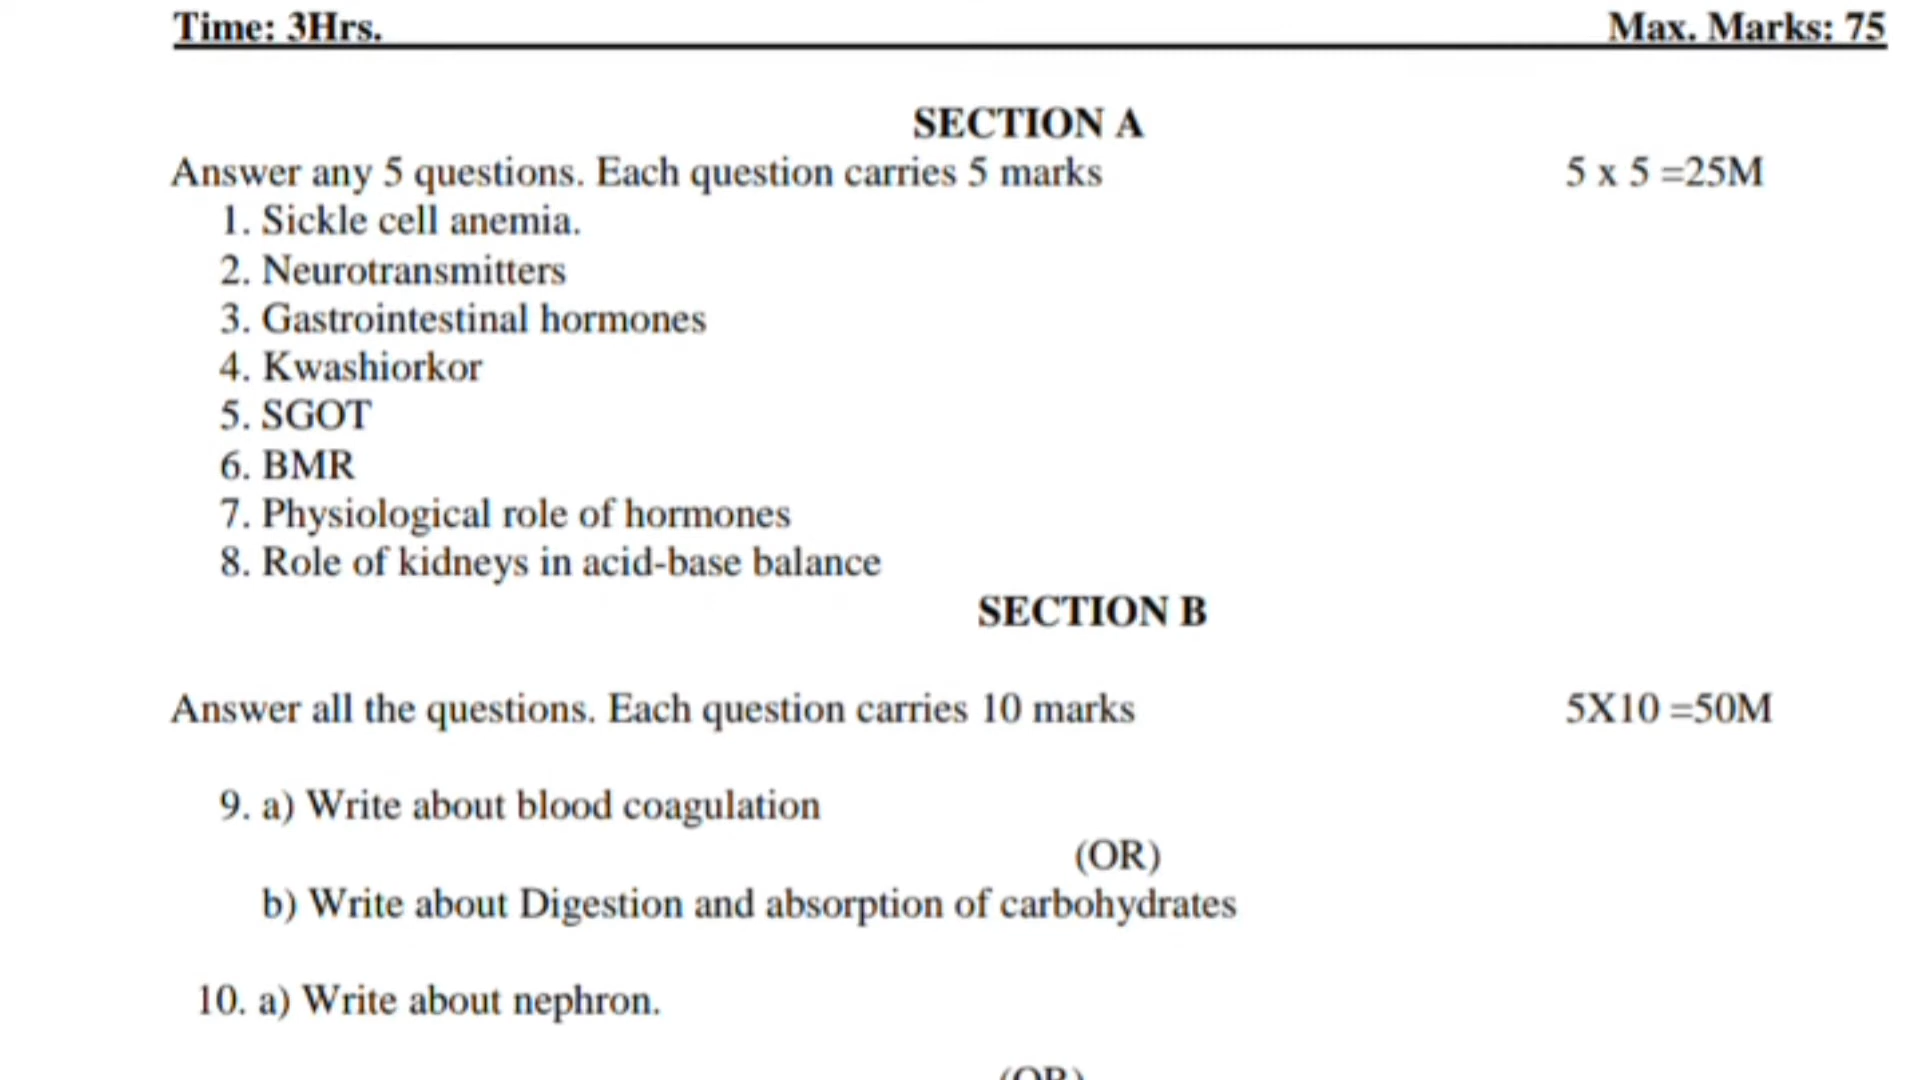 Time: 3Hrs. Max. Marks: 75
SECTION A
Answer any 5 questions. Each question carries 5 marks 5 x 5 =25M
1. Sickle cell anemia.
2. Neurotransmitters
3. Gastrointestinal hormones
4. Kwashiorkor
5. SGOT
6. BMR
7. Physiological role of hormones
8. Role of kidneys in acid-base balance
SECTION B
Answer all the questions. Each question carries 10 marks 5X10 =50M
9. a) Write about blood coagulation
(OR)
b) Write about Digestion and absorption of carbohydrates
10. a) Write about nephron.
(OR)